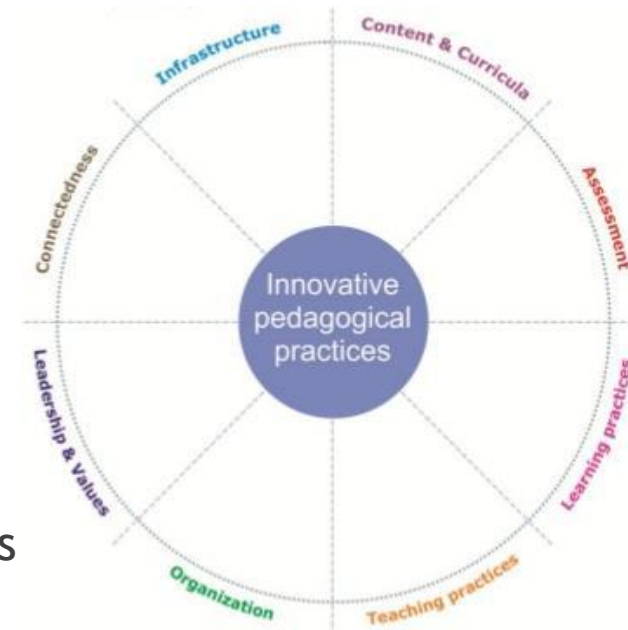 Infrastructure
Content & Curricula
Connectedness
Assessment
Innovative
pedagogical
practices
Leadership & Values
Learning practices
s
Organization
Teaching practices